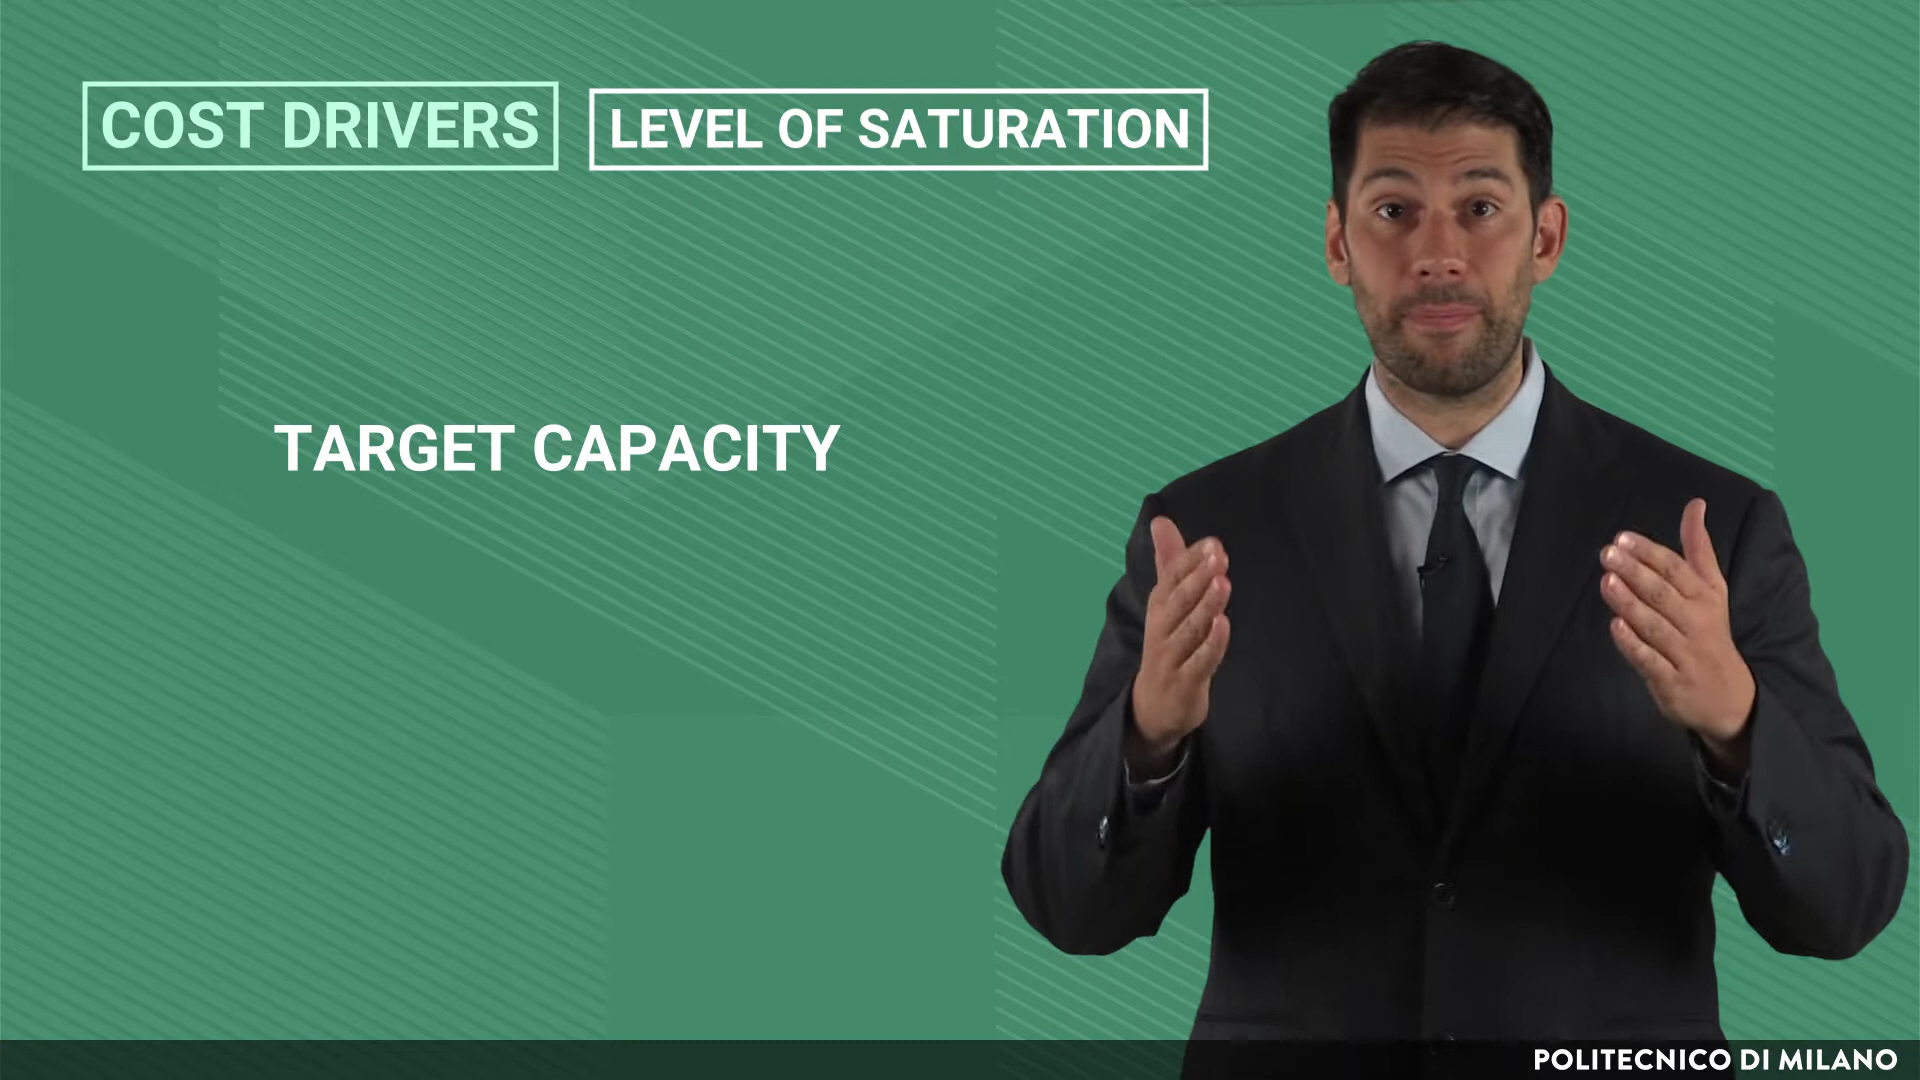 COST DRIVERS
LEVEL OF SATURATION
TARGET CAPACITY
POLITECNICO DI MILANO